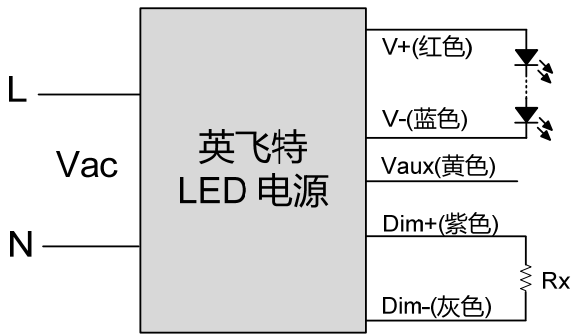 L
Vac
N
英飞特
LED 电源
V+(红色)
V-(蓝色)
Vaux(黄色)
Dim+(紫色)
Rx
Dim-(灰色)